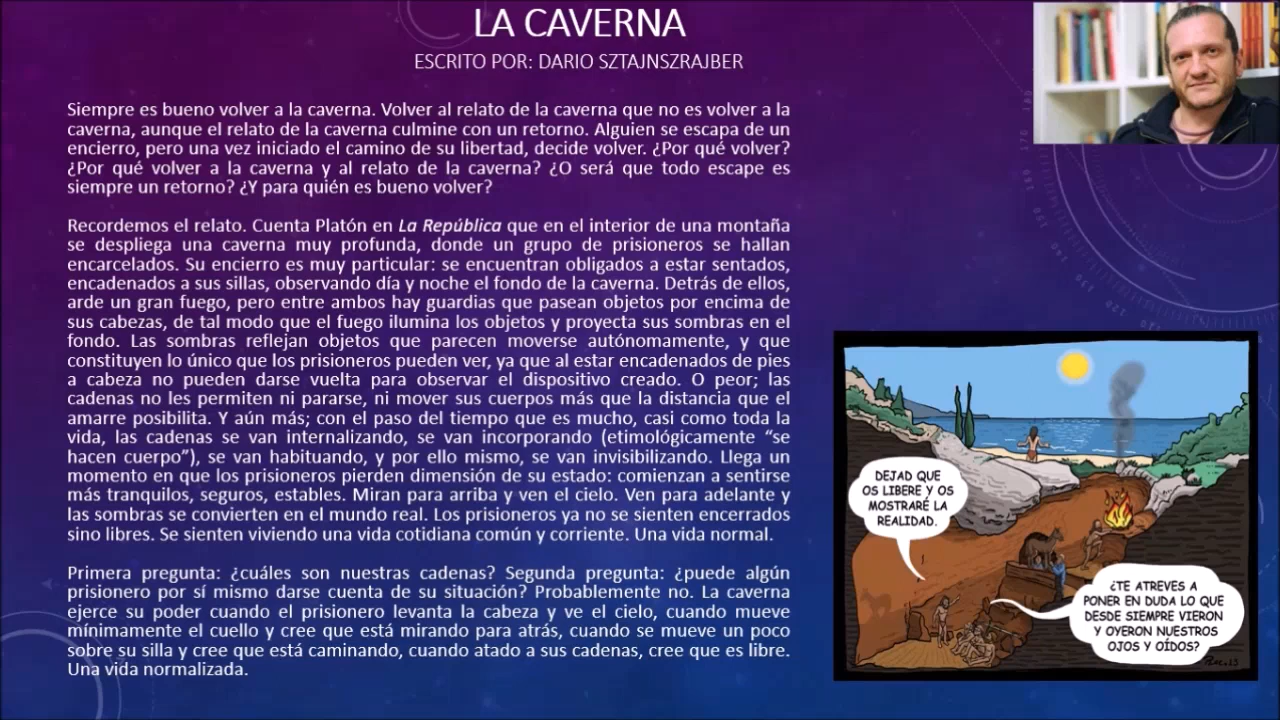 LA CAVERNA
ESCRITO POR: DARIO SZTAJNSZRAJBER
Siempre es bueno volver a la caverna. Volver al relato de la caverna que no es volver a la
caverna, aunque el relato de la caverna culmine con un retorno. Alguien se escapa de un
encierro, pero una vez iniciado el camino de su libertad, decide volver. ¿Por qué volver?
¿Por qué volver a la caverna y al relato de la caverna? ¿O será que todo escape es
siempre un retorno? ¿Y para quién es bueno volver?
Recordemos el relato. Cuenta Platón en La República que en el interior de una montaña
se despliega una caverna muy profunda, donde un grupo de prisioneros se hallan
encarcelados. Su encierro es muy particular: se encuentran obligados a estar sentados,
encadenados a sus sillas, observando día y noche el fondo de la caverna. Detrás de ellos,
arde un gran fuego, pero entre ambos hay guardias que pasean objetos por encima de
sus cabezas, de tal modo que el fuego ilumina los objetos y proyecta sus sombras en el
fondo. Las sombras reflejan objetos que parecen moverse autónomamente, y que
constituyen lo único que los prisioneros pueden ver, ya que al estar encadenados de pies
a cabeza no pueden darse vuelta para observar el dispositivo creado. O peor; las
cadenas no les permiten ni pararse, ni mover sus cuerpos más que la distancia que el
amarre posibilita. Y aún más; con el paso del tiempo que es mucho, casi como toda la
vida, las cadenas se van internalizando, se van incorporando (etimológicamente “se
hacen cuerpo”), se van habituando, y por ello mismo, se van invisibilizando. Llega un
momento en que los prisioneros pierden dimensión de su estado: comienzan a sentirse
más tranquilos, seguros, estables. Miran para arriba y ven el cielo. Ven para adelante y
las sombras se convierten en el mundo real. Los prisioneros ya no se sienten encerrados
sino libres. Se sienten viviendo una vida cotidiana común y corriente. Una vida normal.
Primera pregunta: ¿cuáles son nuestras cadenas? Segunda pregunta: ¿puede algún
prisionero por sí mismo darse cuenta de su situación? Probablemente no. La caverna
ejerce su poder cuando el prisionero levanta la cabeza y ve el cielo, cuando mueve
mínimamente el cuello y cree que está mirando para atrás, cuando se mueve un poco
sobre su silla y cree que está caminando, cuando atado a sus cadenas, cree que es libre.
Una vida normalizada.
DEJAD QUE
OS LIBERE Y OS
MOSTRARÉ LA
REALIDAD.
¿TE ATREVES A
PONER EN DUDA LO QUE
DESDE SIEMPRE VIERON
Y OYERON NUESTROS
OJOS Y OÍDOS?